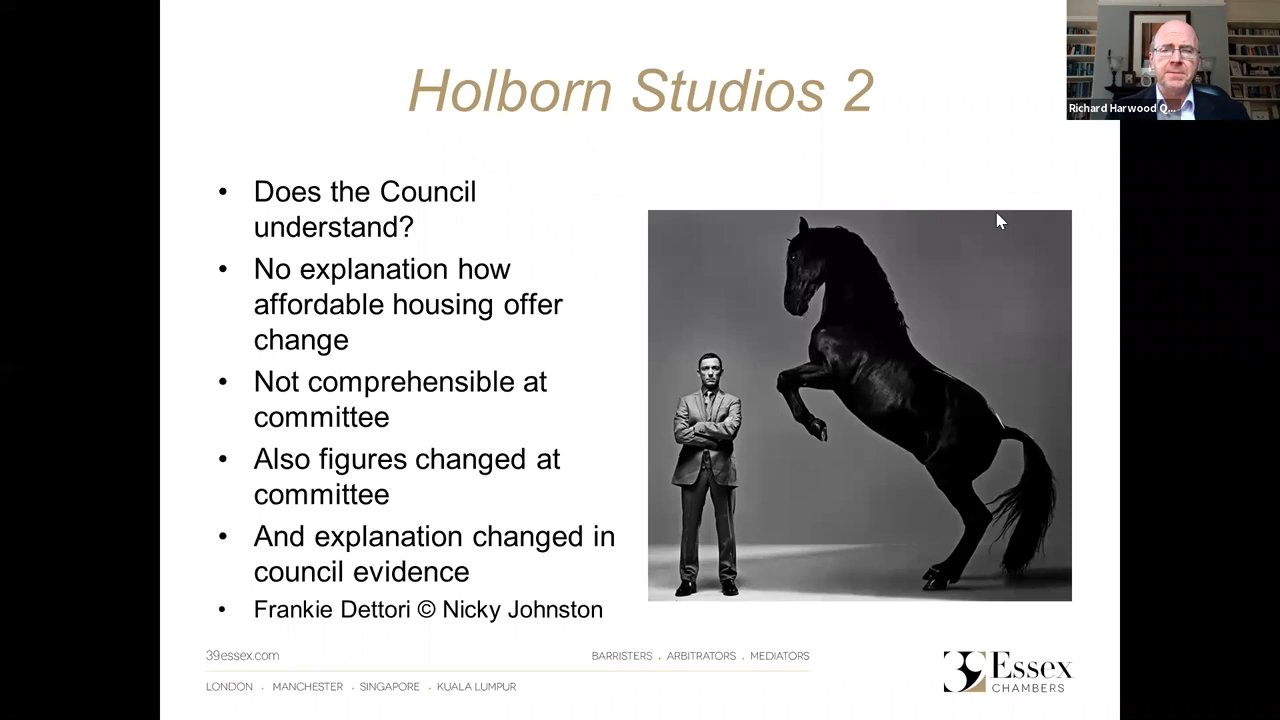 Holborn Studios 2
Richard Harwood Q...
• Does the Council
understand?
• No explanation how
affordable housing offer
change
• Not comprehensible at
committee
• Also figures changed at
committee
• And explanation changed in
council evidence
• Frankie Dettori © Nicky Johnston
39essex.com
BARRISTERS . ARBITRATORS . MEDIATORS
LONDON . MANCHESTER . SINGAPORE . KUALA LUMPUR
39 Essex
CHAMBERS